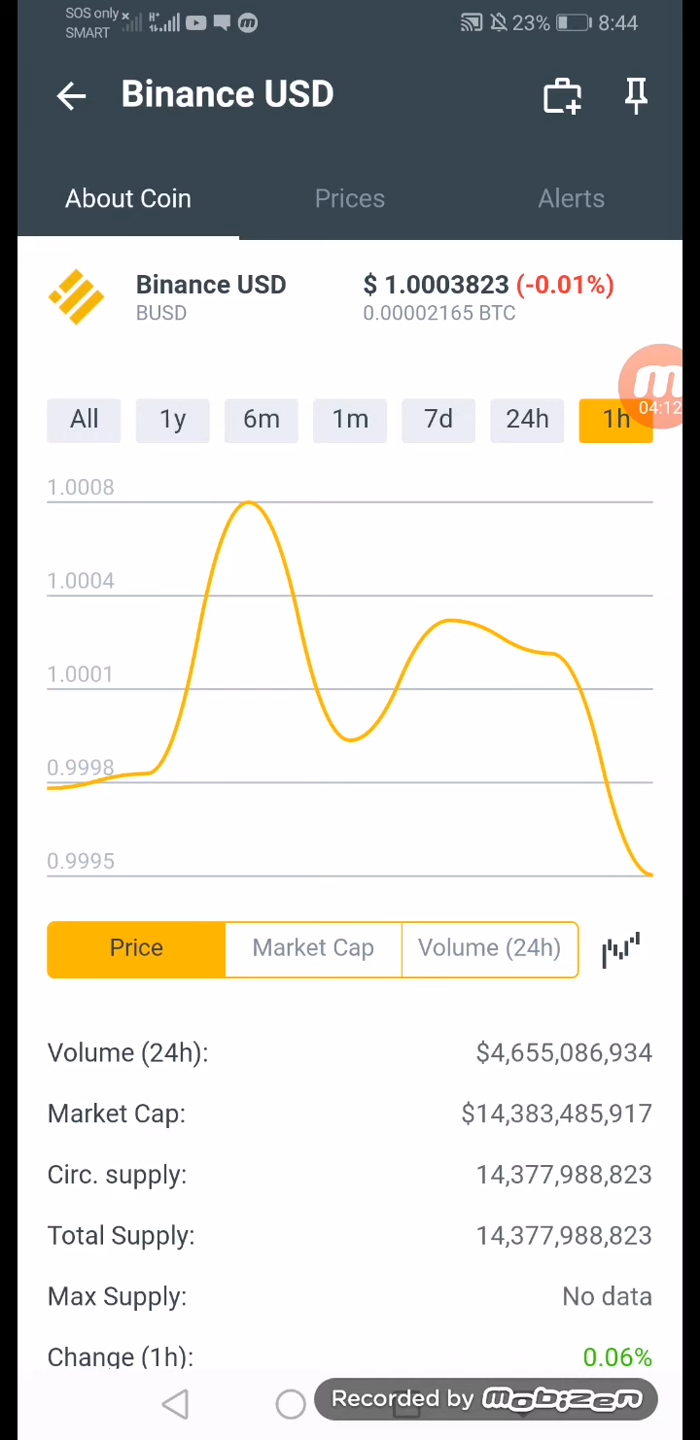 SOS only
SMART
H+
23% 8:44
Binance USD
About Coin Prices Alerts
Binance USD $ 1.0003823 (-0.01%)
BUSD 0.00002165 BTC
04:12
All 1y 6m 1m 7d 24h 1h
1.0008
1.0004
1.0001
0.9998
0.9995
Price Market Cap Volume (24h)
Volume (24h): $4,655,086,934
Market Cap: $14,383,485,917
Circ. supply: 14,377,988,823
Total Supply: 14,377,988,823
Max Supply: No data
Change (1h): 0.06%
Recorded by mobizen